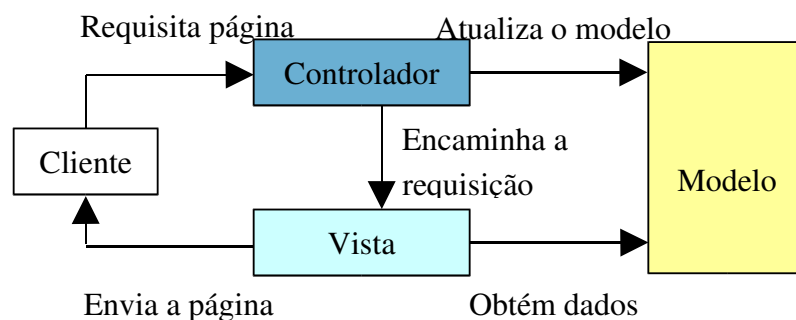 Requisita página
Atualiza o modelo
Controlador
Encaminha a
requisição
Cliente
Modelo
Vista
Envia a página
Obtém dados